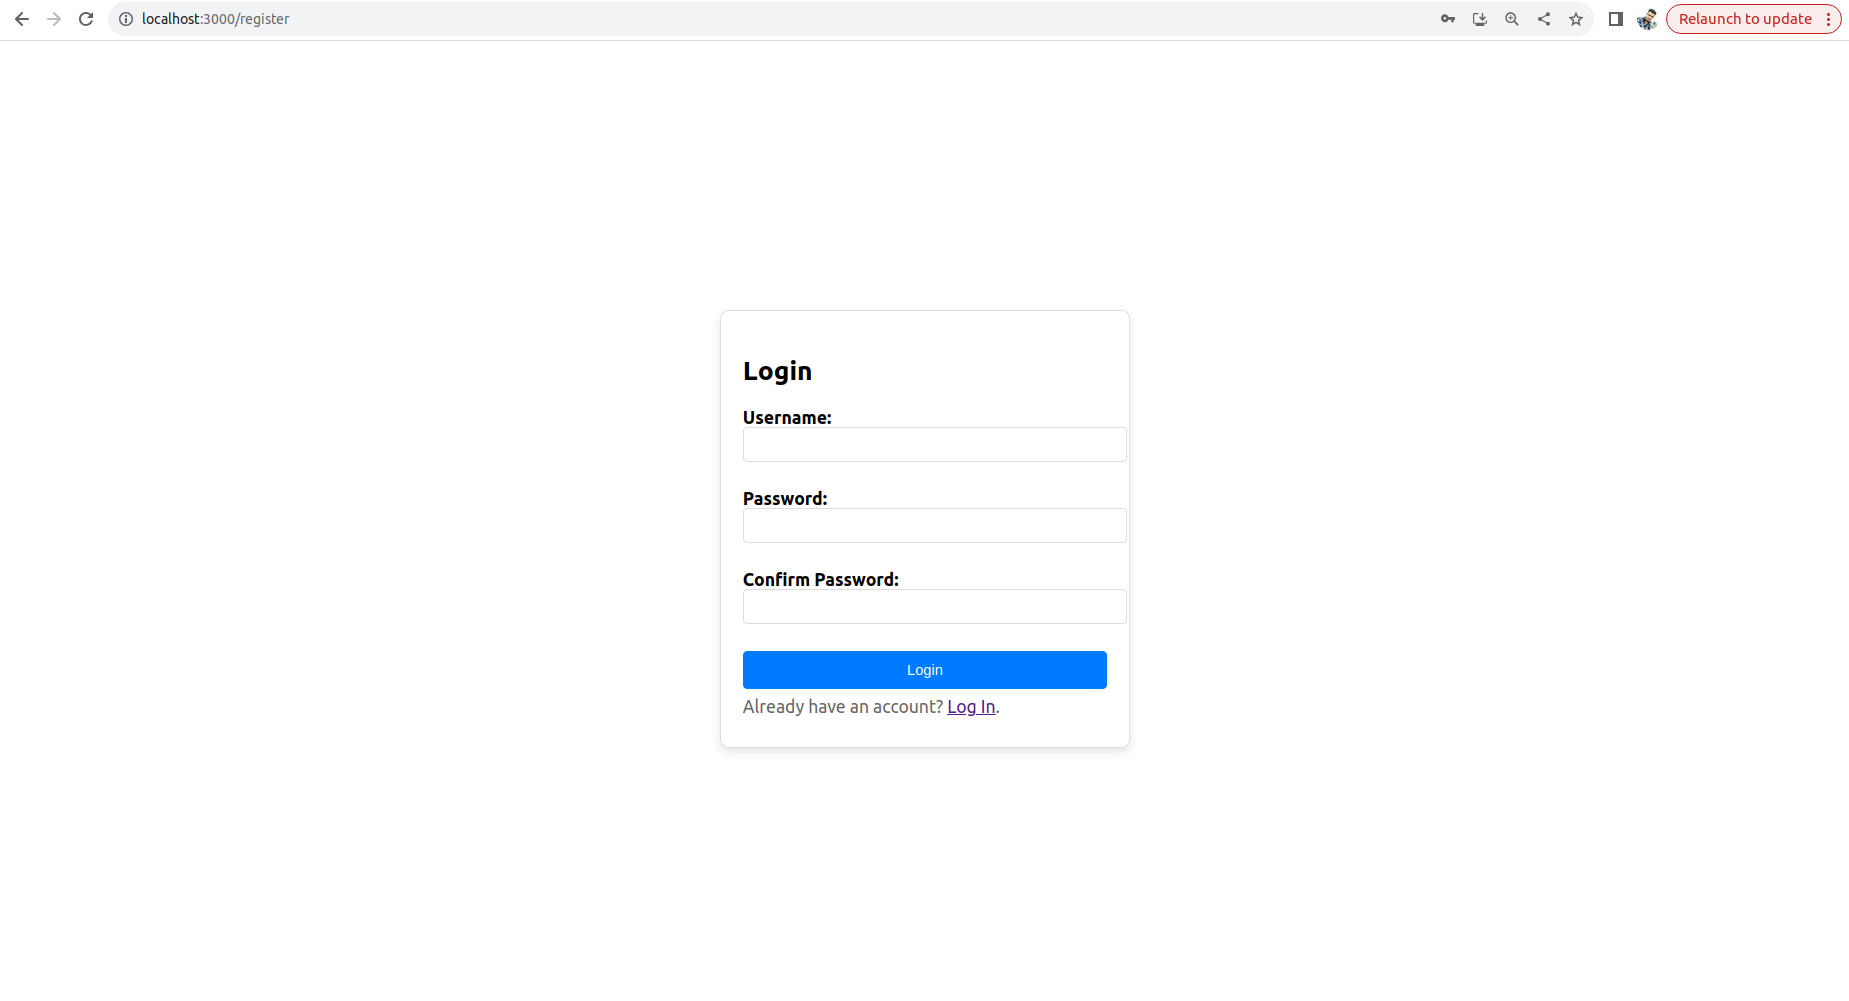 localhost:3000/register
Relaunch to update
Login
Username:
Password:
Confirm Password:
Login
Already have an account? Log In.